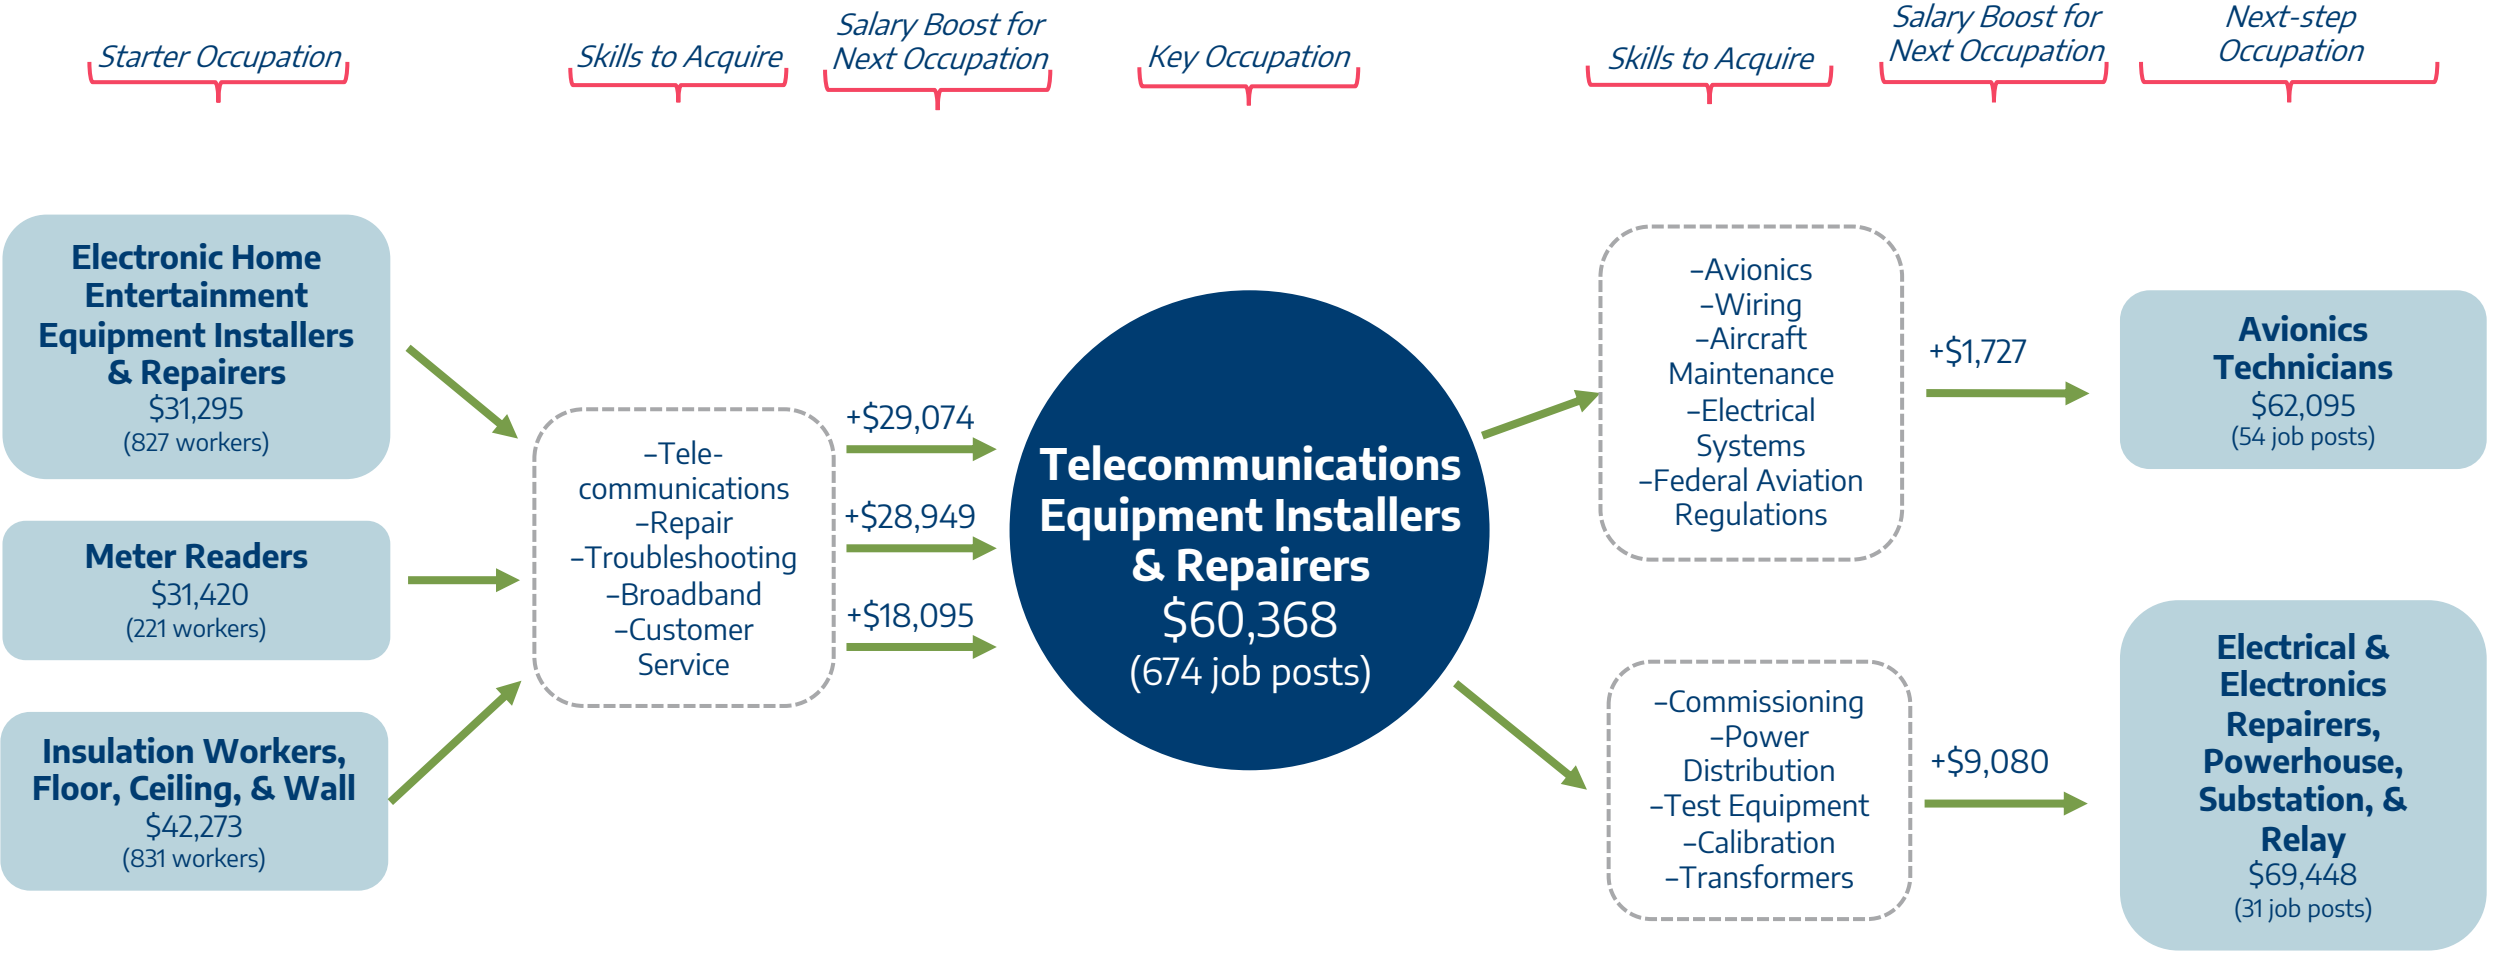 Starter Occupation
Skills to Acquire
Salary Boost for
Next Occupation
Key Occupation
Skills to Acquire
Salary Boost for
Next Occupation
Next-step
Occupation
Electronic Home
Entertainment
Equipment Installers
& Repairers
$31,295
(827 workers)
Meter Readers
$31,420
(221 workers)
Insulation Workers,
Floor, Ceiling, & Wall
$42,273
(831 workers)
–Tele-
communications
–Repair
–Troubleshooting
–Broadband
–Customer
Service
+$29,074
+$28,949
+$18,095
Telecommunications
Equipment Installers
& Repairers
$60,368
(674 job posts)
–Avionics
–Wiring
–Aircraft
Maintenance
–Electrical
Systems
–Federal Aviation
Regulations
+$1,727
Avionics
Technicians
$62,095
(54 job posts)
–Commissioning
–Power
Distribution
–Test Equipment
–Calibration
–Transformers
+$9,080
Electrical &
Electronics
Repairers,
Powerhouse,
Substation, &
Relay
$69,448
(31 job posts)